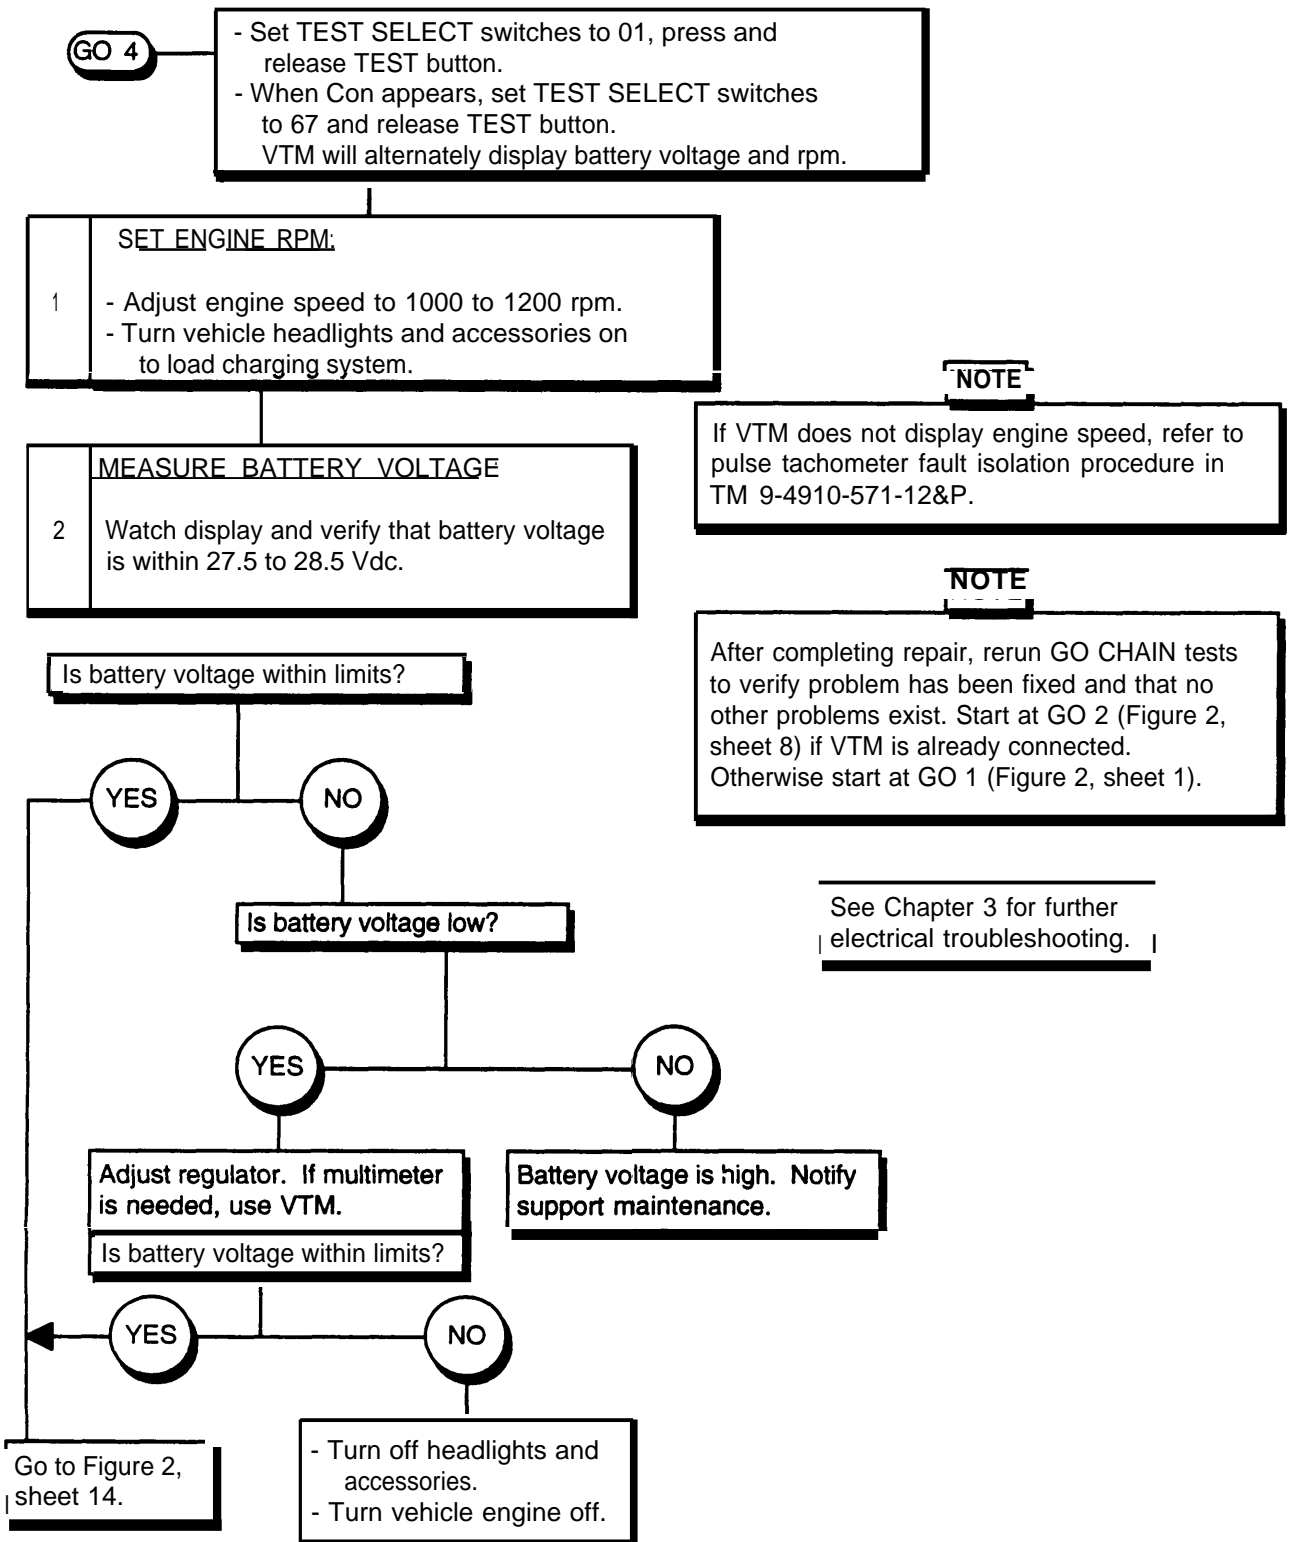 GO 4
- Set TEST SELECT switches to 01, press and
release TEST button.
- When Con appears, set TEST SELECT switches
to 67 and release TEST button.
VTM will alternately display battery voltage and rpm.
SET ENGINE RPM:
1
- Adjust engine speed to 1000 to 1200 rpm.
- Turn vehicle headlights and accessories on
to load charging system.
MEASURE BATTERY VOLTAGE
2
Watch display and verify that battery voltage
is within 27.5 to 28.5 Vdc.
NOTE
If VTM does not display engine speed, refer to
pulse tachometer fault isolation procedure in
TM 9-4910-571-12&P.
NOTE
After completing repair, rerun GO CHAIN tests
to verify problem has been fixed and that no
other problems exist. Start at GO 2 (Figure 2,
sheet 8) if VTM is already connected.
Otherwise start at GO 1 (Figure 2, sheet 1).
See Chapter 3 for further
electrical troubleshooting.
Is battery voltage within limits?
YES
NO
Is battery voltage low?
YES
NO
Adjust regulator. If multimeter
is needed, use VTM.
Battery voltage is high. Notify
support maintenance.
Is battery voltage within limits?
YES
NO
Go to Figure 2,
sheet 14.
- Turn off headlights and
accessories.
- Turn vehicle engine off.